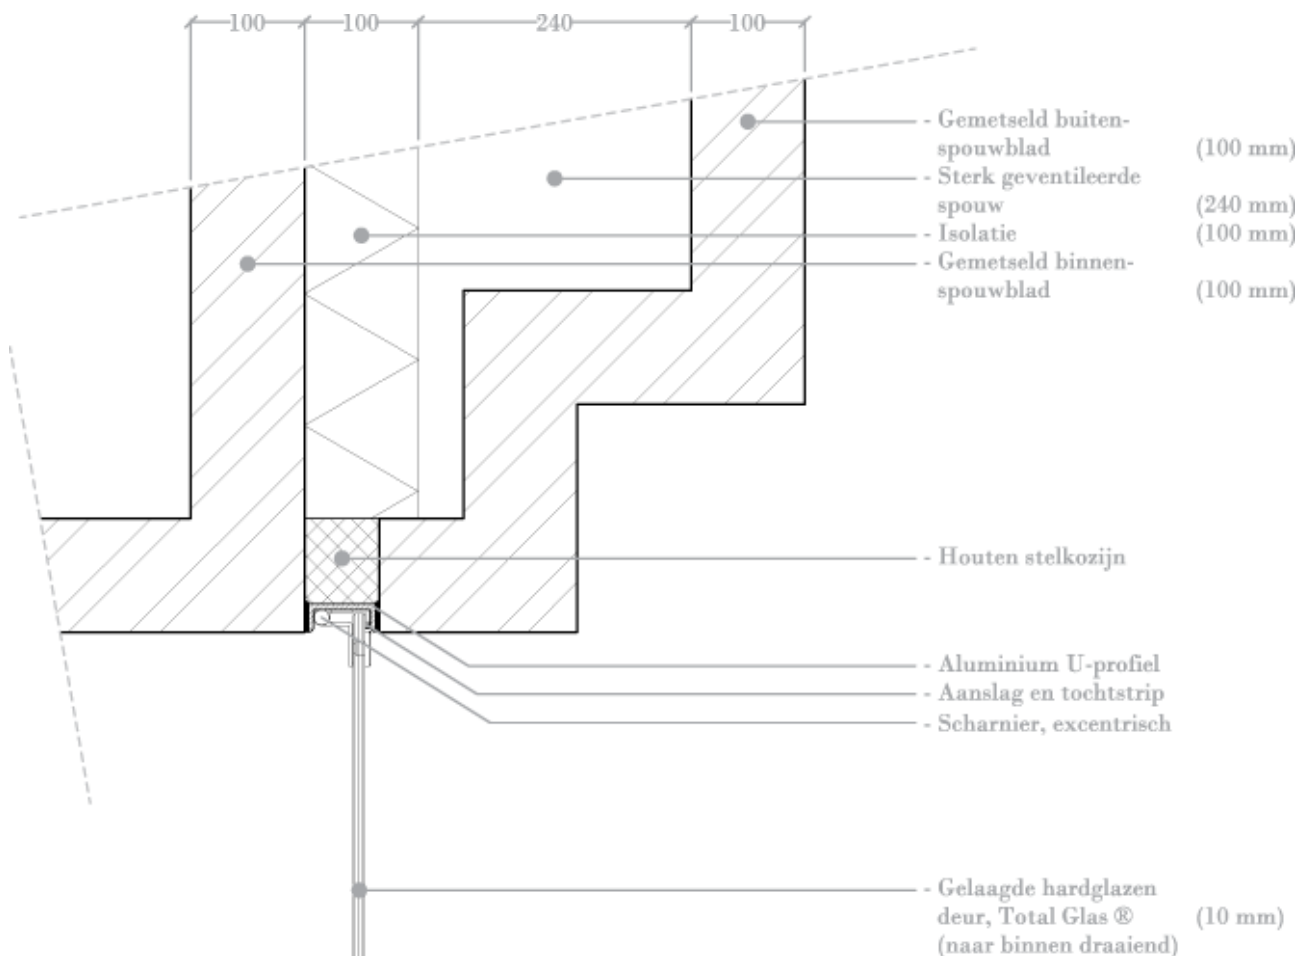 100 100 240 100
- Gemetseld buiten-
spouwblad (100 mm)
- Sterk geventileerde
spouw (240 mm)
- Isolatie (100 mm)
- Gemetseld binnen-
spouwblad (100 mm)
- Houten stelkozijn
- Aluminium U-profiel
- Aanslag en tochtstrip
- Scharnier, excentrisch
- Gelaagde hardglazen
deur, Total Glas ® (10 mm)
(naar binnen draaiend)